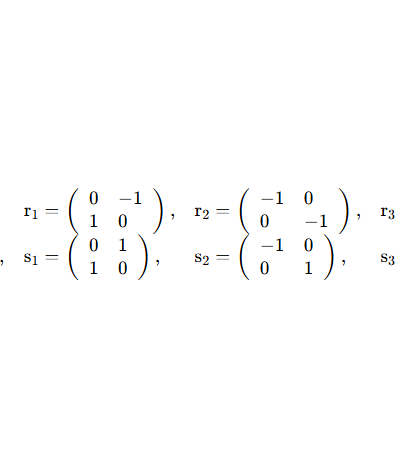 r₁ = ( 0 −1 ; 1 0 ), r₂ = ( −1 0 ; 0 −1 ), r₃
, s₁ = ( 0 1 ; 1 0 ), s₂ = ( −1 0 ; 0 1 ), s₃